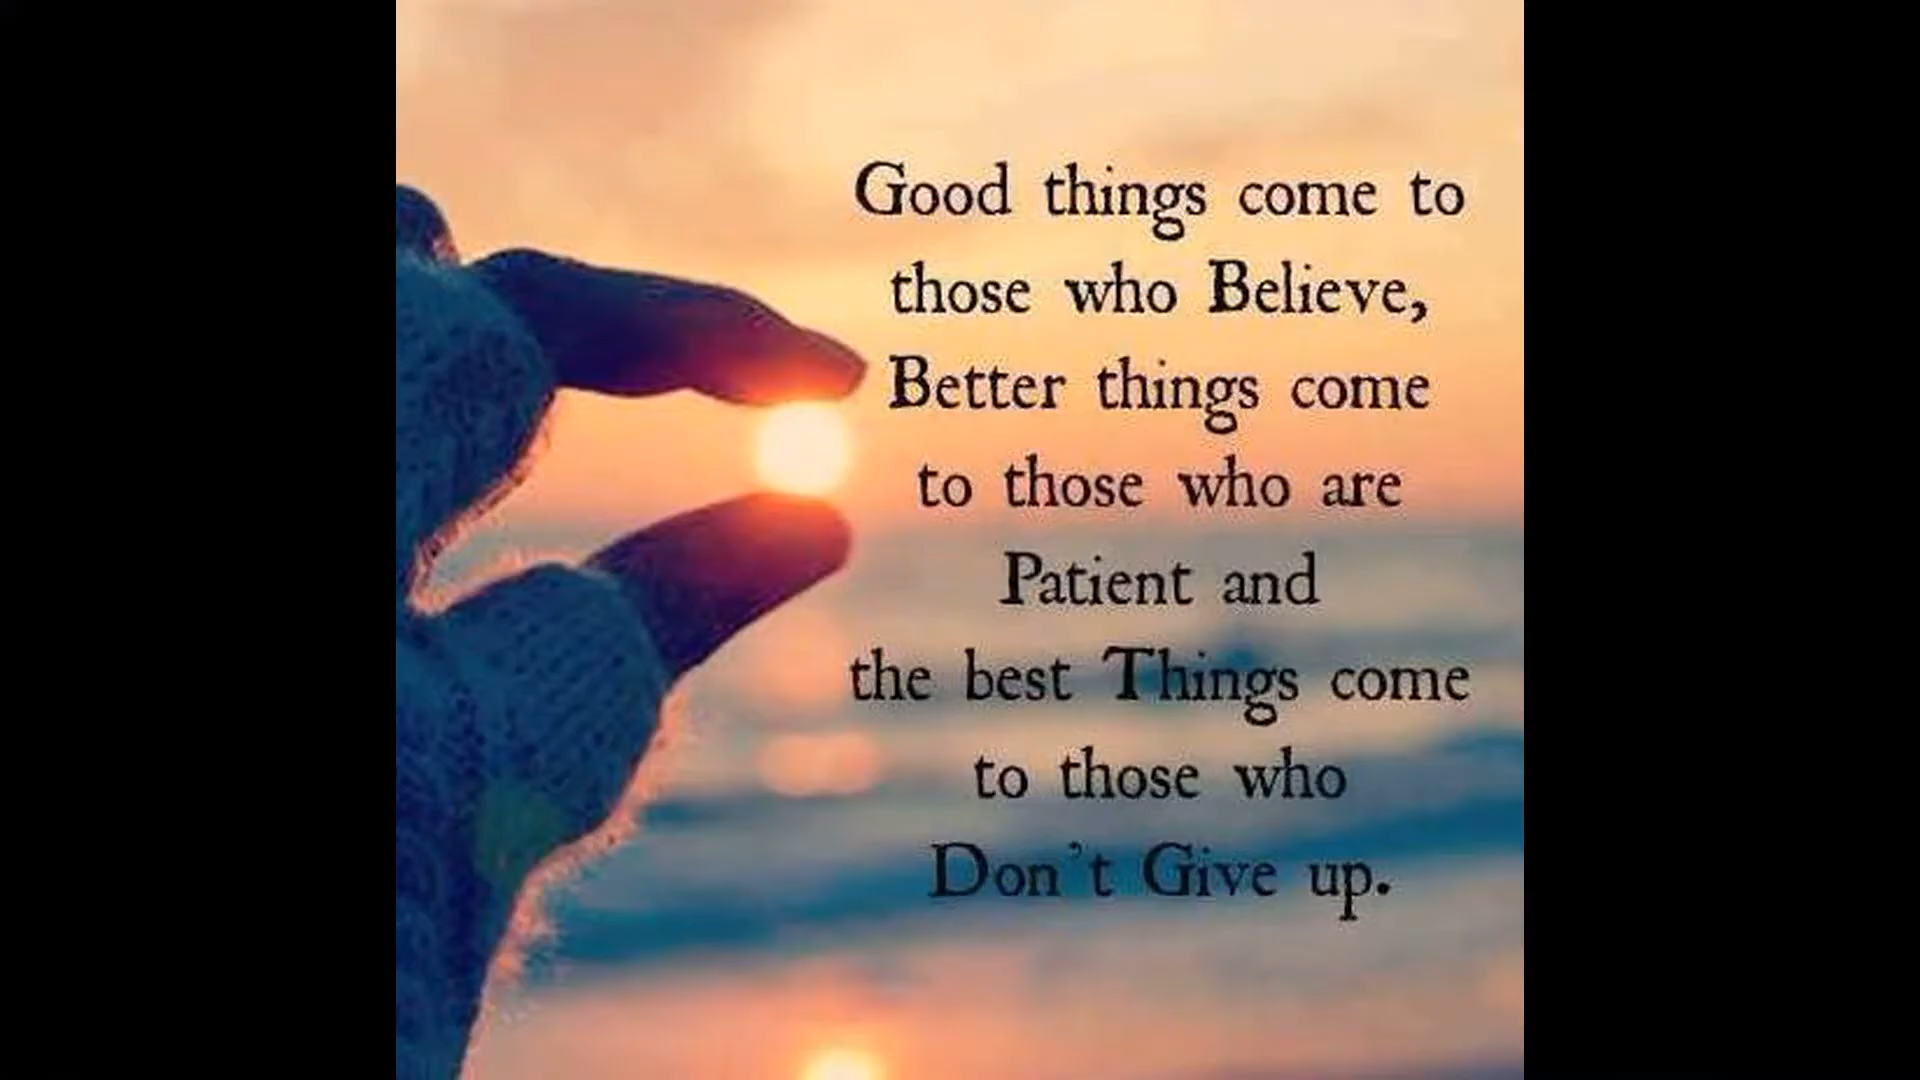 Good things come to
those who Believe,
Better things come
to those who are
Patient and
the best Things come
to those who
Don't Give up.